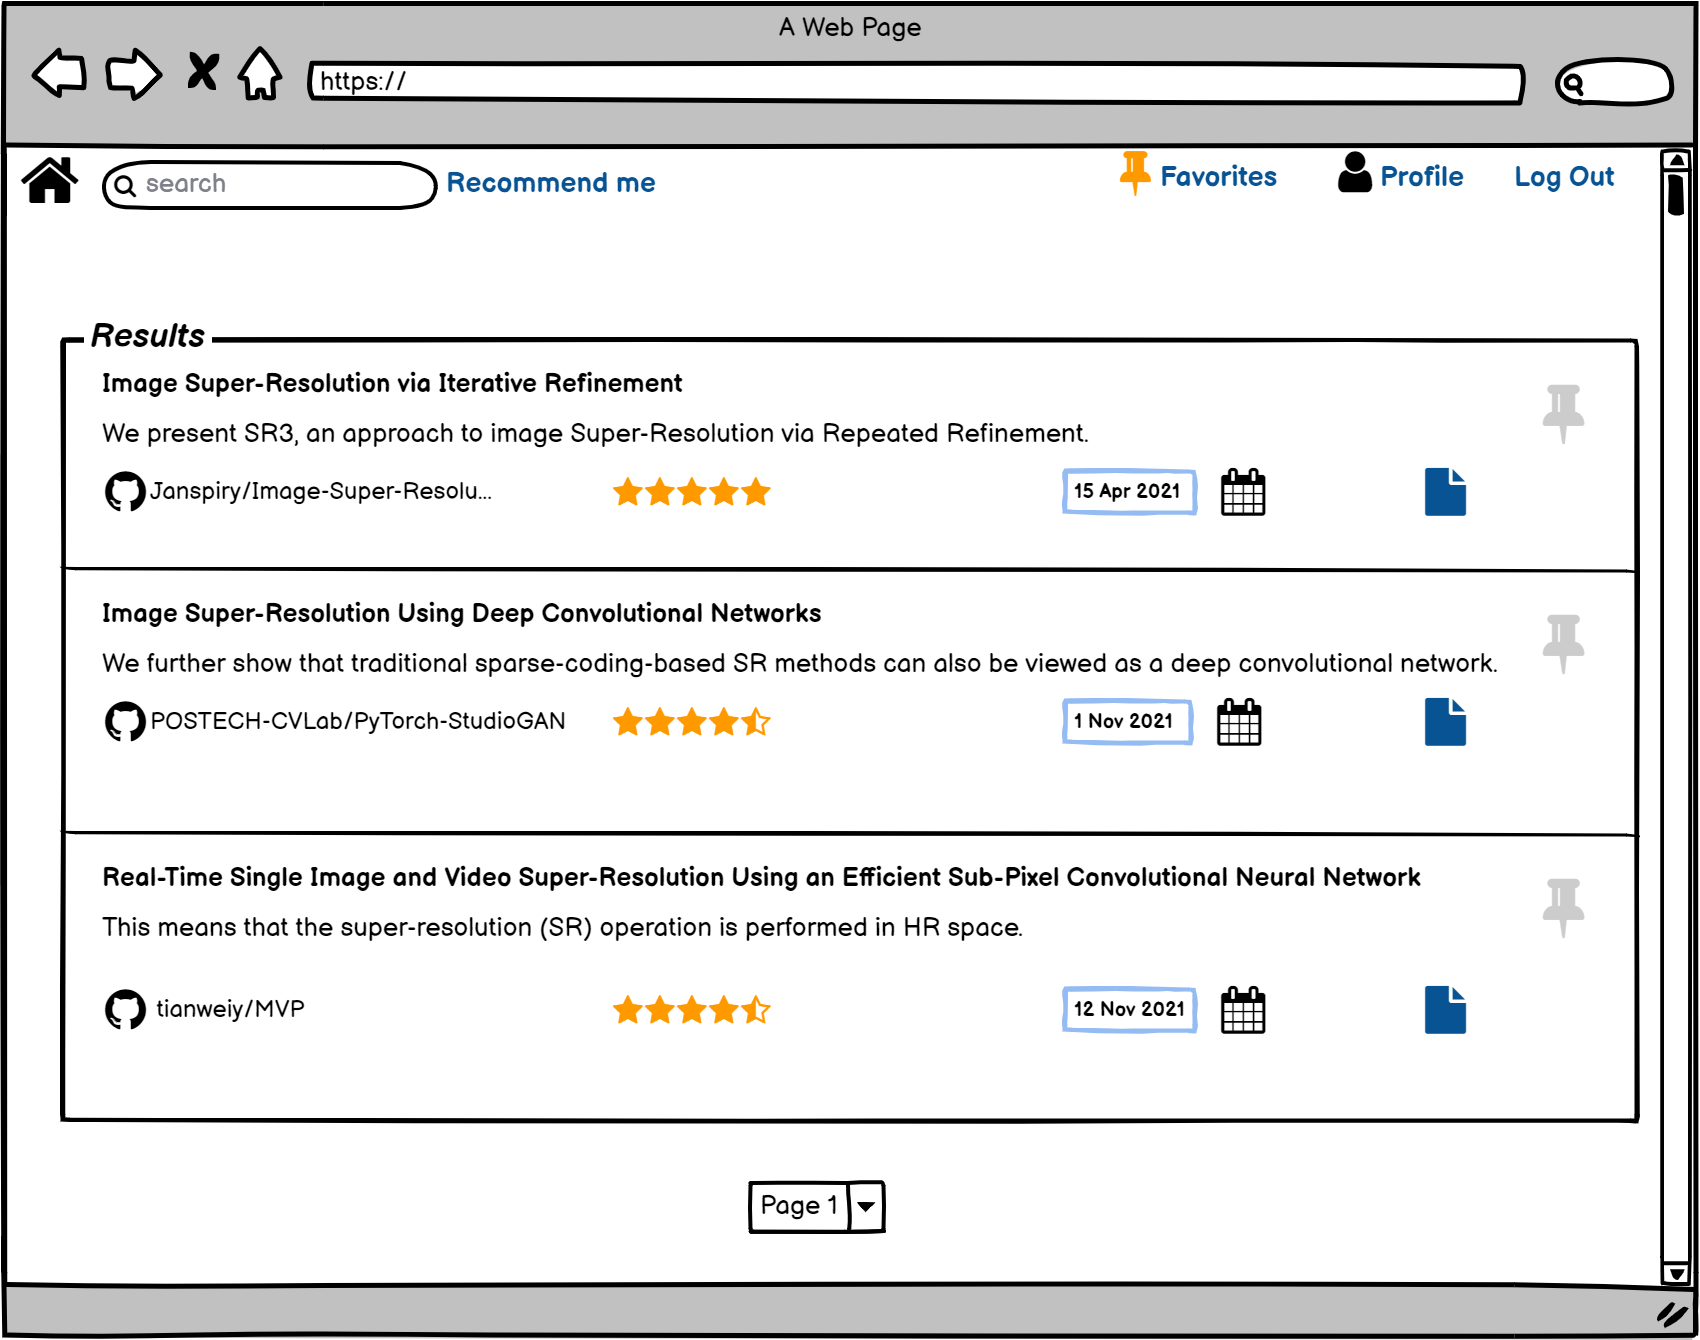 A Web Page
https://
search
Recommend me
Favorites
Profile
Log Out
Results
Image Super-Resolution via Iterative Refinement
We present SR3, an approach to image Super-Resolution via Repeated Refinement.
Janspiry/Image-Super-Resolu...
15 Apr 2021
Image Super-Resolution Using Deep Convolutional Networks
We further show that traditional sparse-coding-based SR methods can also be viewed as a deep convolutional network.
POSTECH-CVLab/PyTorch-StudioGAN
1 Nov 2021
Real-Time Single Image and Video Super-Resolution Using an Efficient Sub-Pixel Convolutional Neural Network
This means that the super-resolution (SR) operation is performed in HR space.
tianweiy/MVP
12 Nov 2021
Page 1